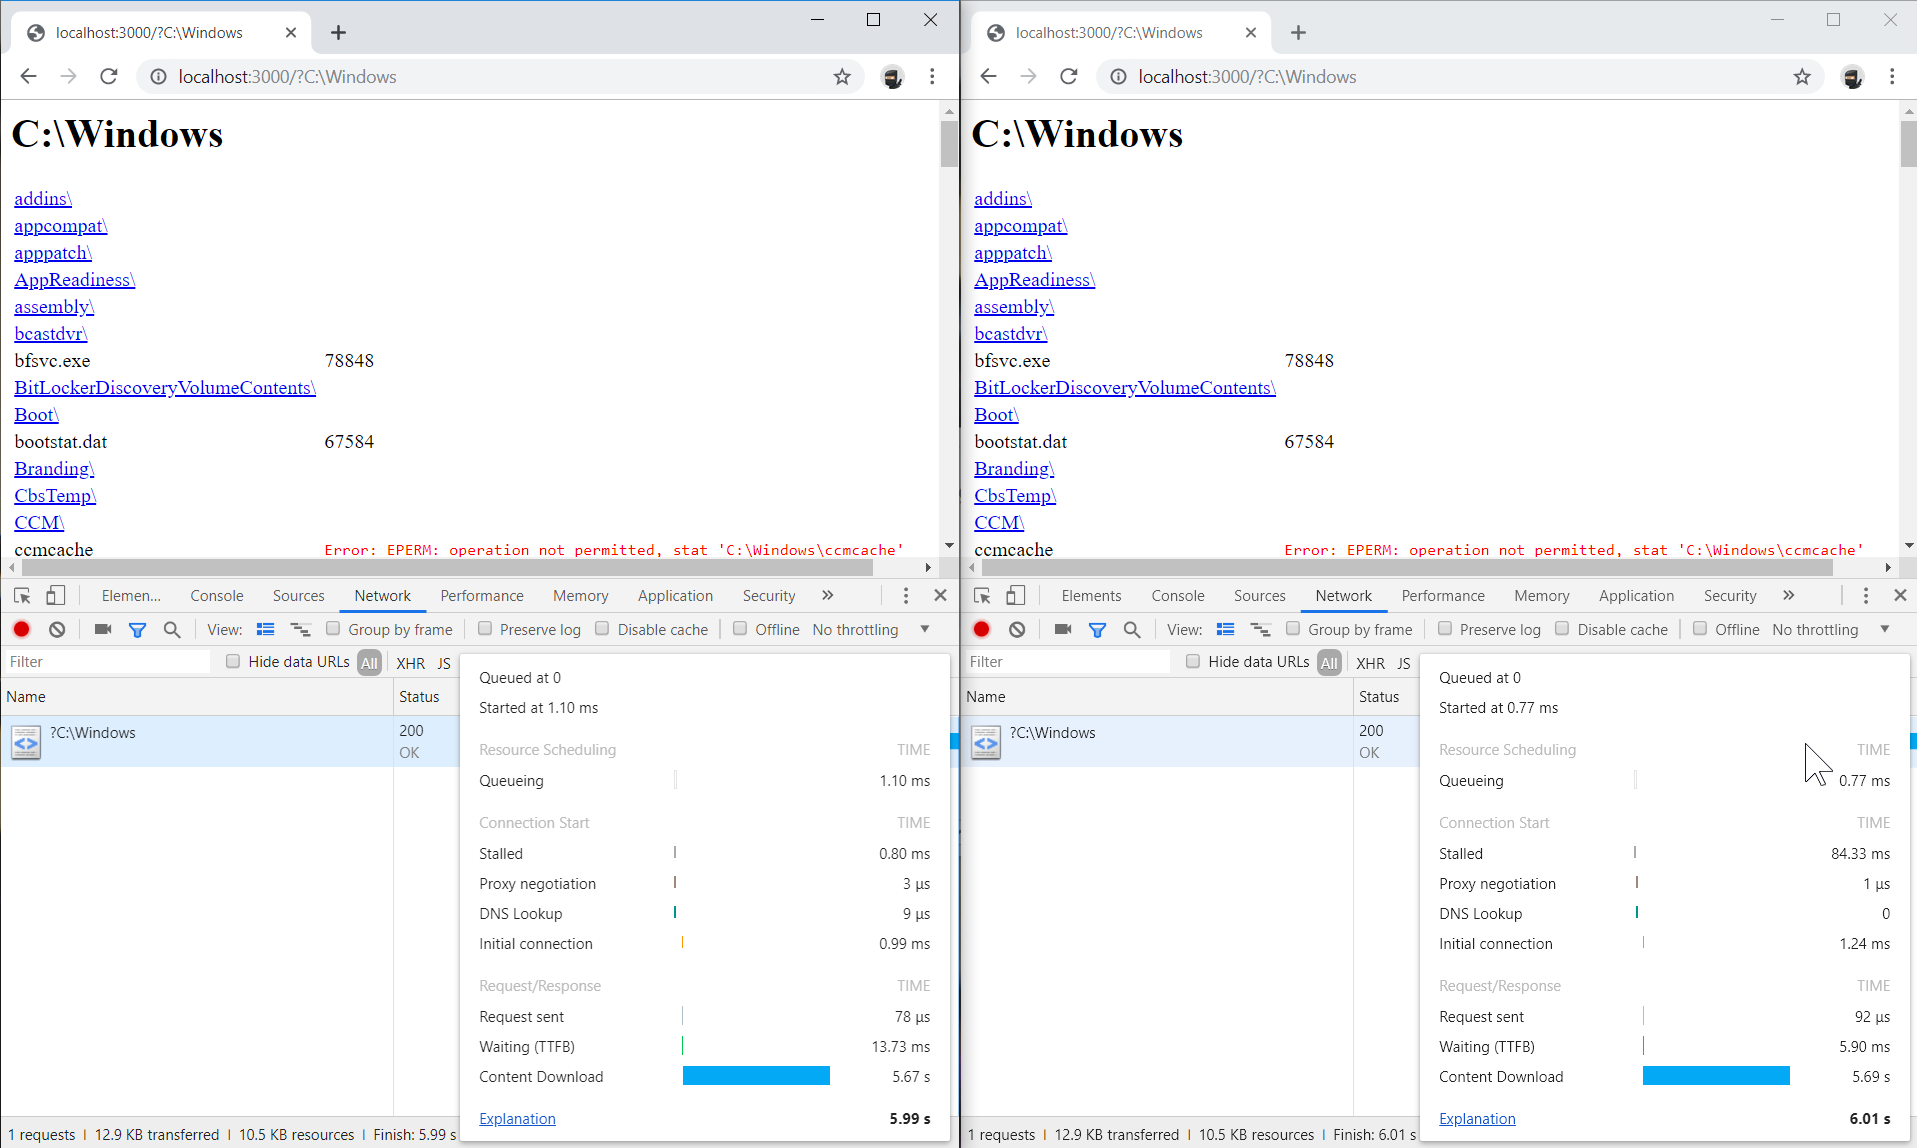 localhost:3000/?C:\Windows
localhost:3000/?C:\Windows
C:\Windows
addins\
appcompat\
apppatch\
AppReadiness\
assembly\
bcastdvr\
bfsvc.exe 78848
BitLockerDiscoveryVolumeContents\
Boot\
bootstat.dat 67584
Branding\
CbsTemp\
CCM\
ccmcache Error: EPERM: operation not permitted, stat 'C:\Windows\ccmcache'
Elemen... Console Sources Network Performance Memory Application Security
View: Group by frame Preserve log Disable cache Offline No throttling
Filter Hide data URLs All XHR JS
Name Status
?C:\Windows 200
OK
Queued at 0
Started at 1.10 ms
Resource Scheduling TIME
Queueing 1.10 ms
Connection Start TIME
Stalled 0.80 ms
Proxy negotiation 3 µs
DNS Lookup 9 µs
Initial connection 0.99 ms
Request/Response TIME
Request sent 78 µs
Waiting (TTFB) 13.73 ms
Content Download 5.67 s
Explanation 5.99 s
1 requests 12.9 KB transferred 10.5 KB resources Finish: 5.99 s
localhost:3000/?C:\Windows
localhost:3000/?C:\Windows
C:\Windows
addins\
appcompat\
apppatch\
AppReadiness\
assembly\
bcastdvr\
bfsvc.exe 78848
BitLockerDiscoveryVolumeContents\
Boot\
bootstat.dat 67584
Branding\
CbsTemp\
CCM\
ccmcache Error: EPERM: operation not permitted, stat 'C:\Windows\ccmcache'
Elements Console Sources Network Performance Memory Application Security
View: Group by frame Preserve log Disable cache Offline No throttling
Filter Hide data URLs All XHR JS
Name Status
?C:\Windows 200
OK
Queued at 0
Started at 0.77 ms
Resource Scheduling TIME
Queueing 0.77 ms
Connection Start TIME
Stalled 84.33 ms
Proxy negotiation 1 µs
DNS Lookup 0
Initial connection 1.24 ms
Request/Response TIME
Request sent 92 µs
Waiting (TTFB) 5.90 ms
Content Download 5.69 s
Explanation 6.01 s
1 requests 12.9 KB transferred 10.5 KB resources Finish: 6.01 s